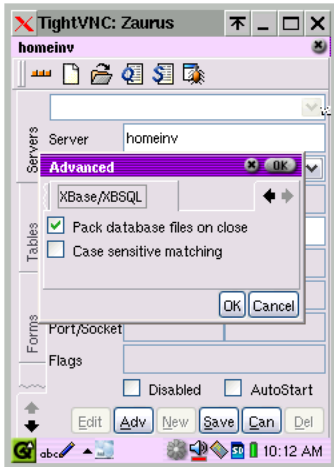 TightVNC: Zaurus
homeinv
Servers
Server homeinv
Advanced OK
XBase/XBSQL
Pack database files on close
Tables
Case sensitive matching
OK Cancel
Forms
Port/Socket
Flags
Disabled AutoStart
Edit Adv New Save Can Del
abc 10:12 AM